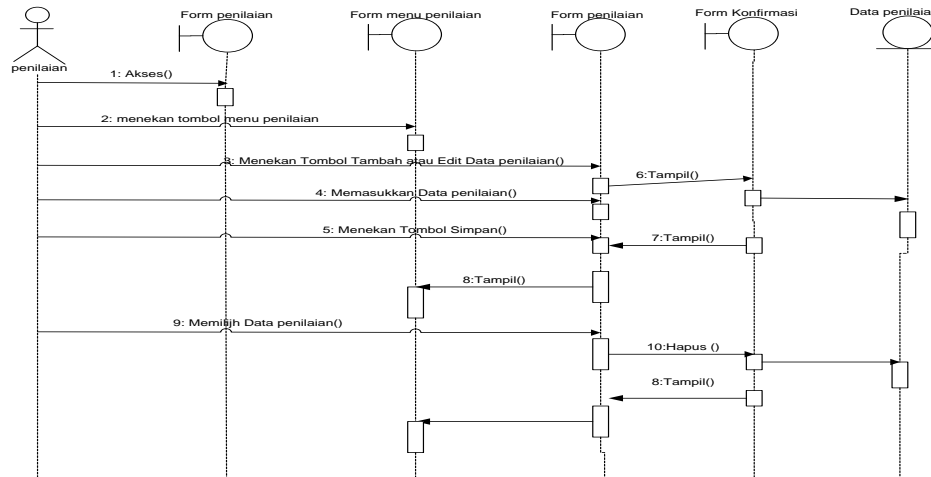 Form penilaian
Form menu penilaian
Form penilaian
Form Konfirmasi
Data penilaian
penilaian
1: Akses()
2: menekan tombol menu penilaian
3: Menekan Tombol Tambah atau Edit Data penilaian()
6:Tampil()
4: Memasukkan Data penilaian()
5: Menekan Tombol Simpan()
7:Tampil()
8:Tampil()
9: Memilijh Data penilaian()
10:Hapus ()
8:Tampil()